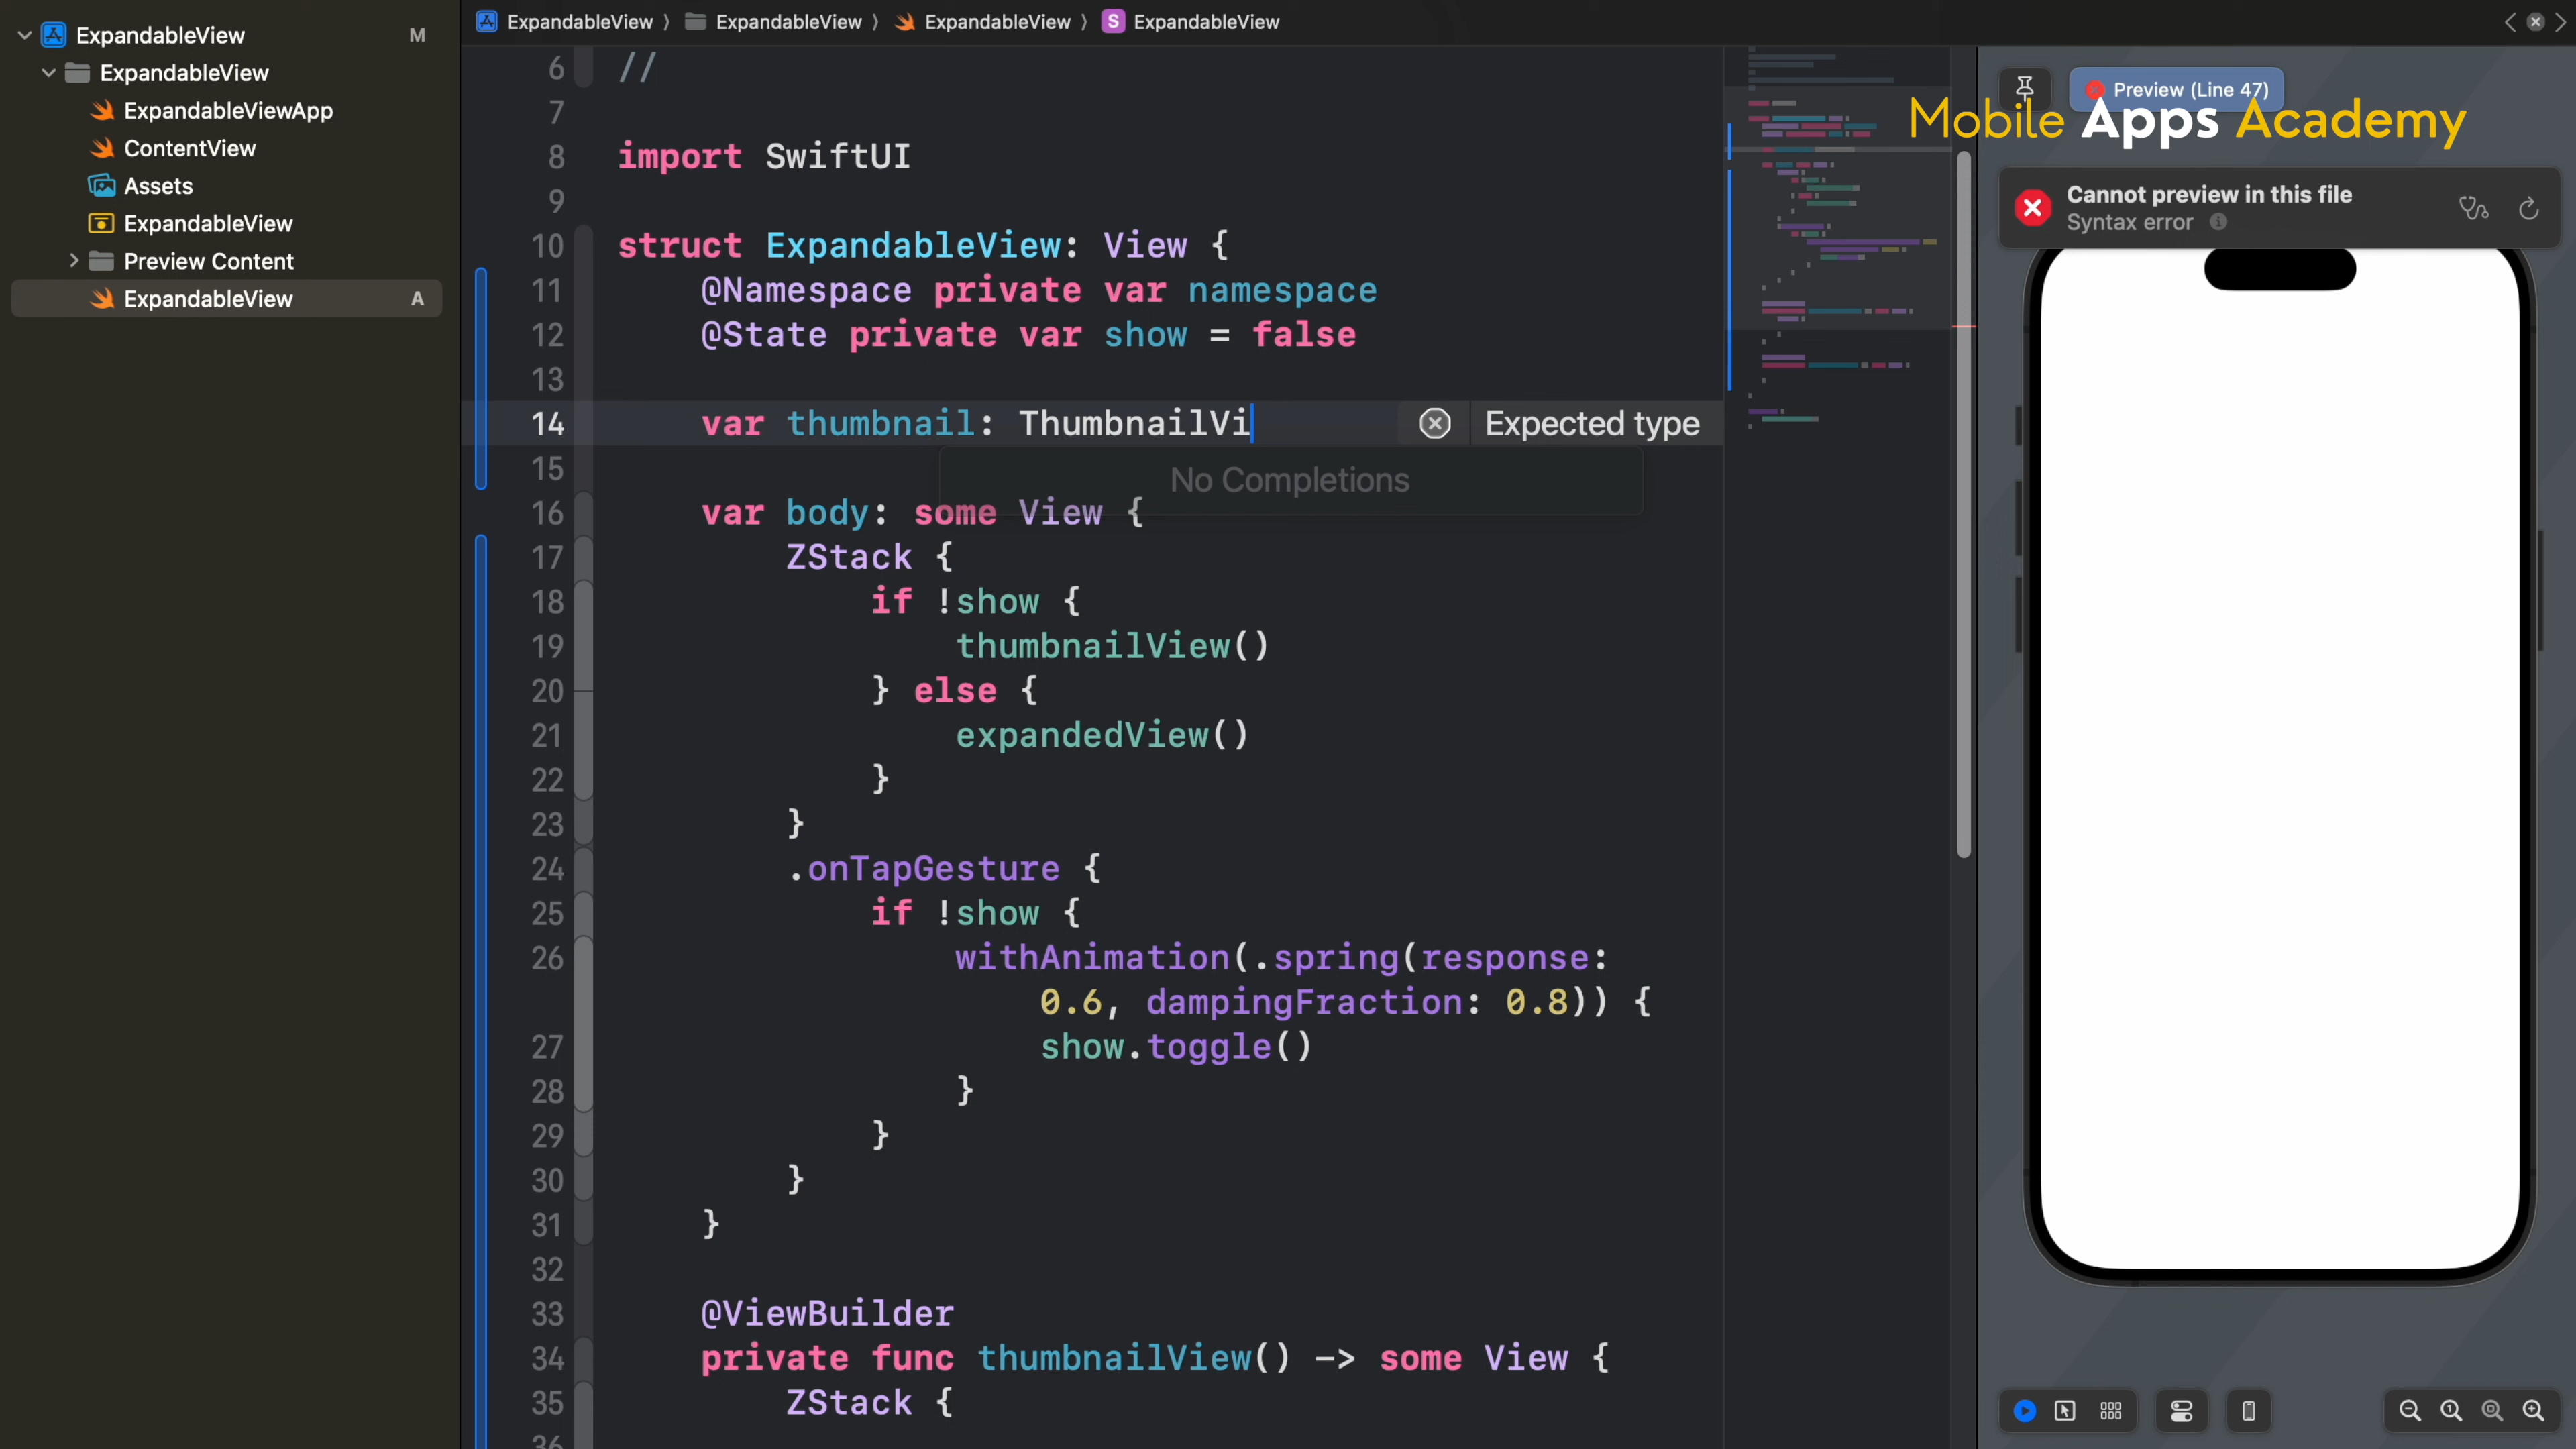 ExpandableView M
ExpandableView
ExpandableViewApp
ContentView
Assets
ExpandableView
Preview Content
ExpandableView A
ExpandableView ⟩ ExpandableView ⟩ ExpandableView ⟩ S ExpandableView
6 //
7
8 import SwiftUI
9
10 struct ExpandableView: View {
11 @Namespace private var namespace
12 @State private var show = false
13
14 var thumbnail: ThumbnailVi Expected type
No Completions
15
16 var body: some View {
17 ZStack {
18 if !show {
19 thumbnailView()
20 } else {
21 expandedView()
22 }
23 }
24 .onTapGesture {
25 if !show {
26 withAnimation(.spring(response:
0.6, dampingFraction: 0.8)) {
27 show.toggle()
28 }
29 }
30 }
31 }
32
33 @ViewBuilder
34 private func thumbnailView() -> some View {
35 ZStack {
36
Preview (Line 47)
Mobile Apps Academy
Cannot preview in this file
Syntax error